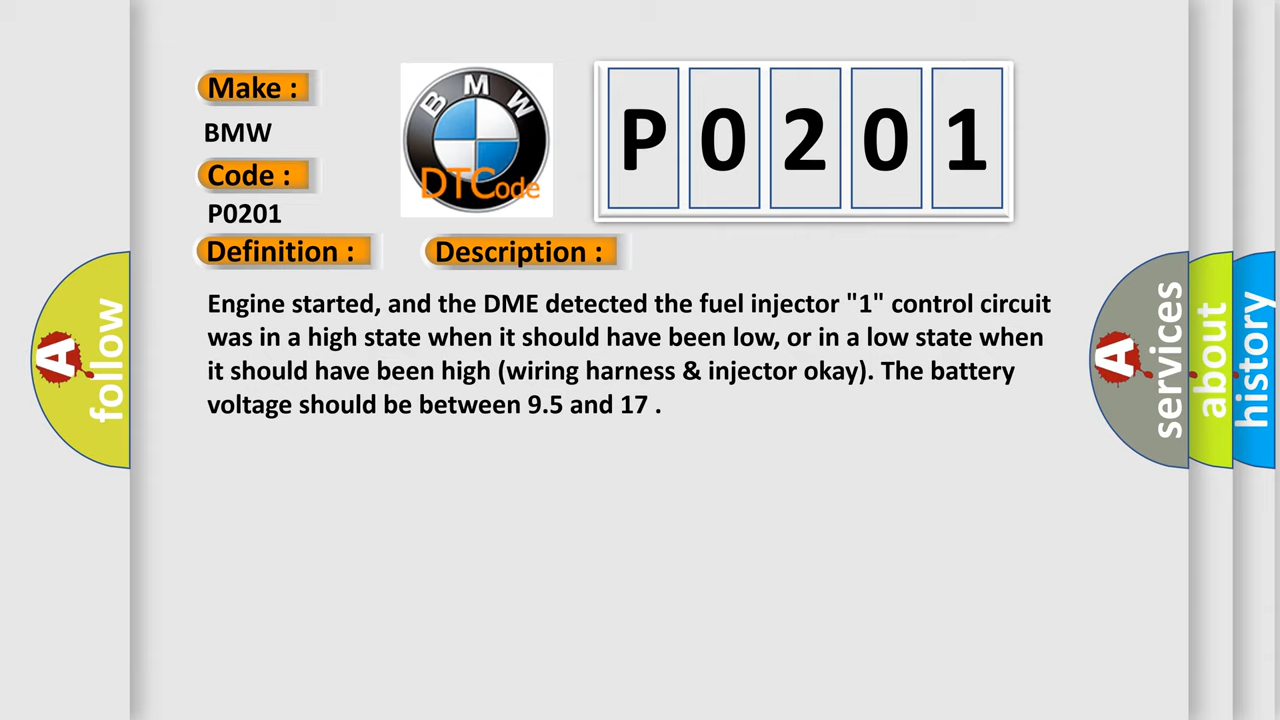 Make :
BMW
Code :
P0201
Definition :
Description :
BMW
DTCode
P0201
Engine started, and the DME detected the fuel injector "1" control circuit
was in a high state when it should have been low, or in a low state when
it should have been high (wiring harness & injector okay). The battery
voltage should be between 9.5 and 17 .
A follow
A services
about
history